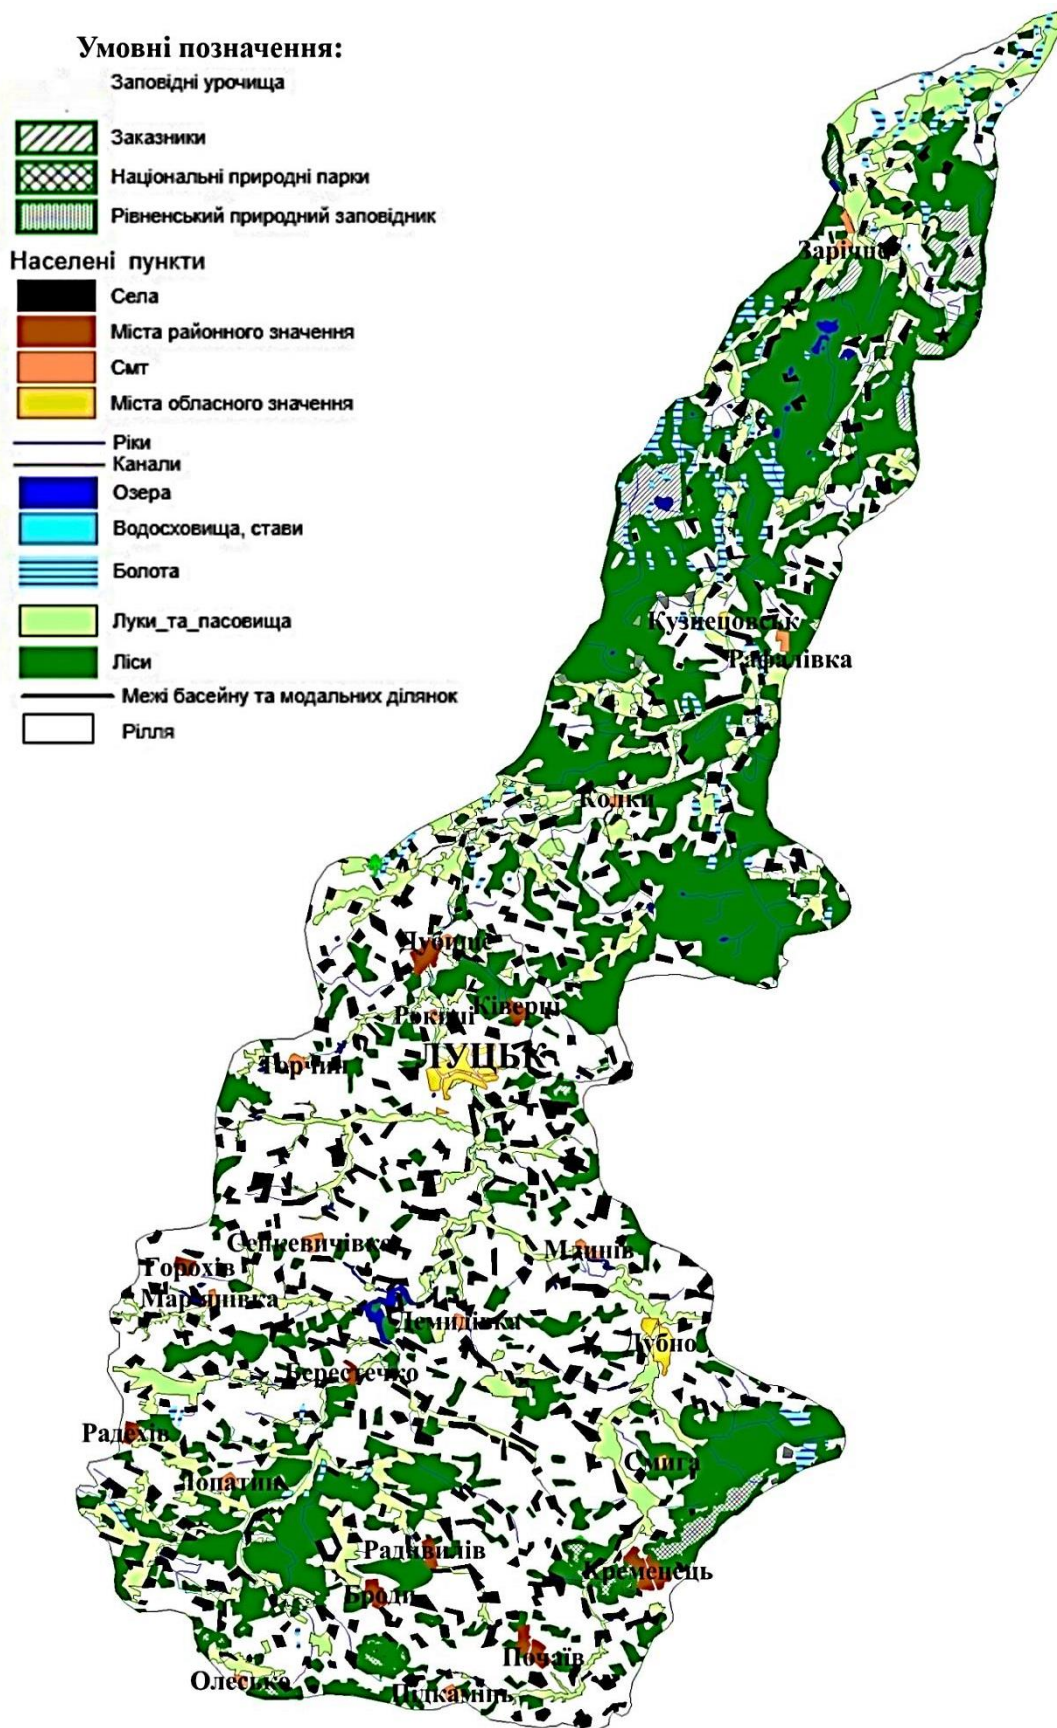 Умовні позначення:
Заповідні урочища
Заказники
Національні природні парки
Рівненський природний заповідник
Населені пункти
Села
Міста районного значення
Смт
Міста обласного значення
Ріки
Канали
Озера
Водосховища, стави
Болота
Луки_та_пасовища
Ліси
Межі басейну та модальних ділянок
Рілля
Зарічне
Кузнецовськ
Рафалівка
Колки
Дубище
Ківерці
Рокині
ЛУЦЬК
Торчин
Сенкевичівка
Млинів
Горохів
Мар'янівка
Демидівка
Дубно
Берестечко
Радехів
Смига
Лопатин
Радивилів
Кременець
Броди
Почаїв
Олесько
Підкамінь